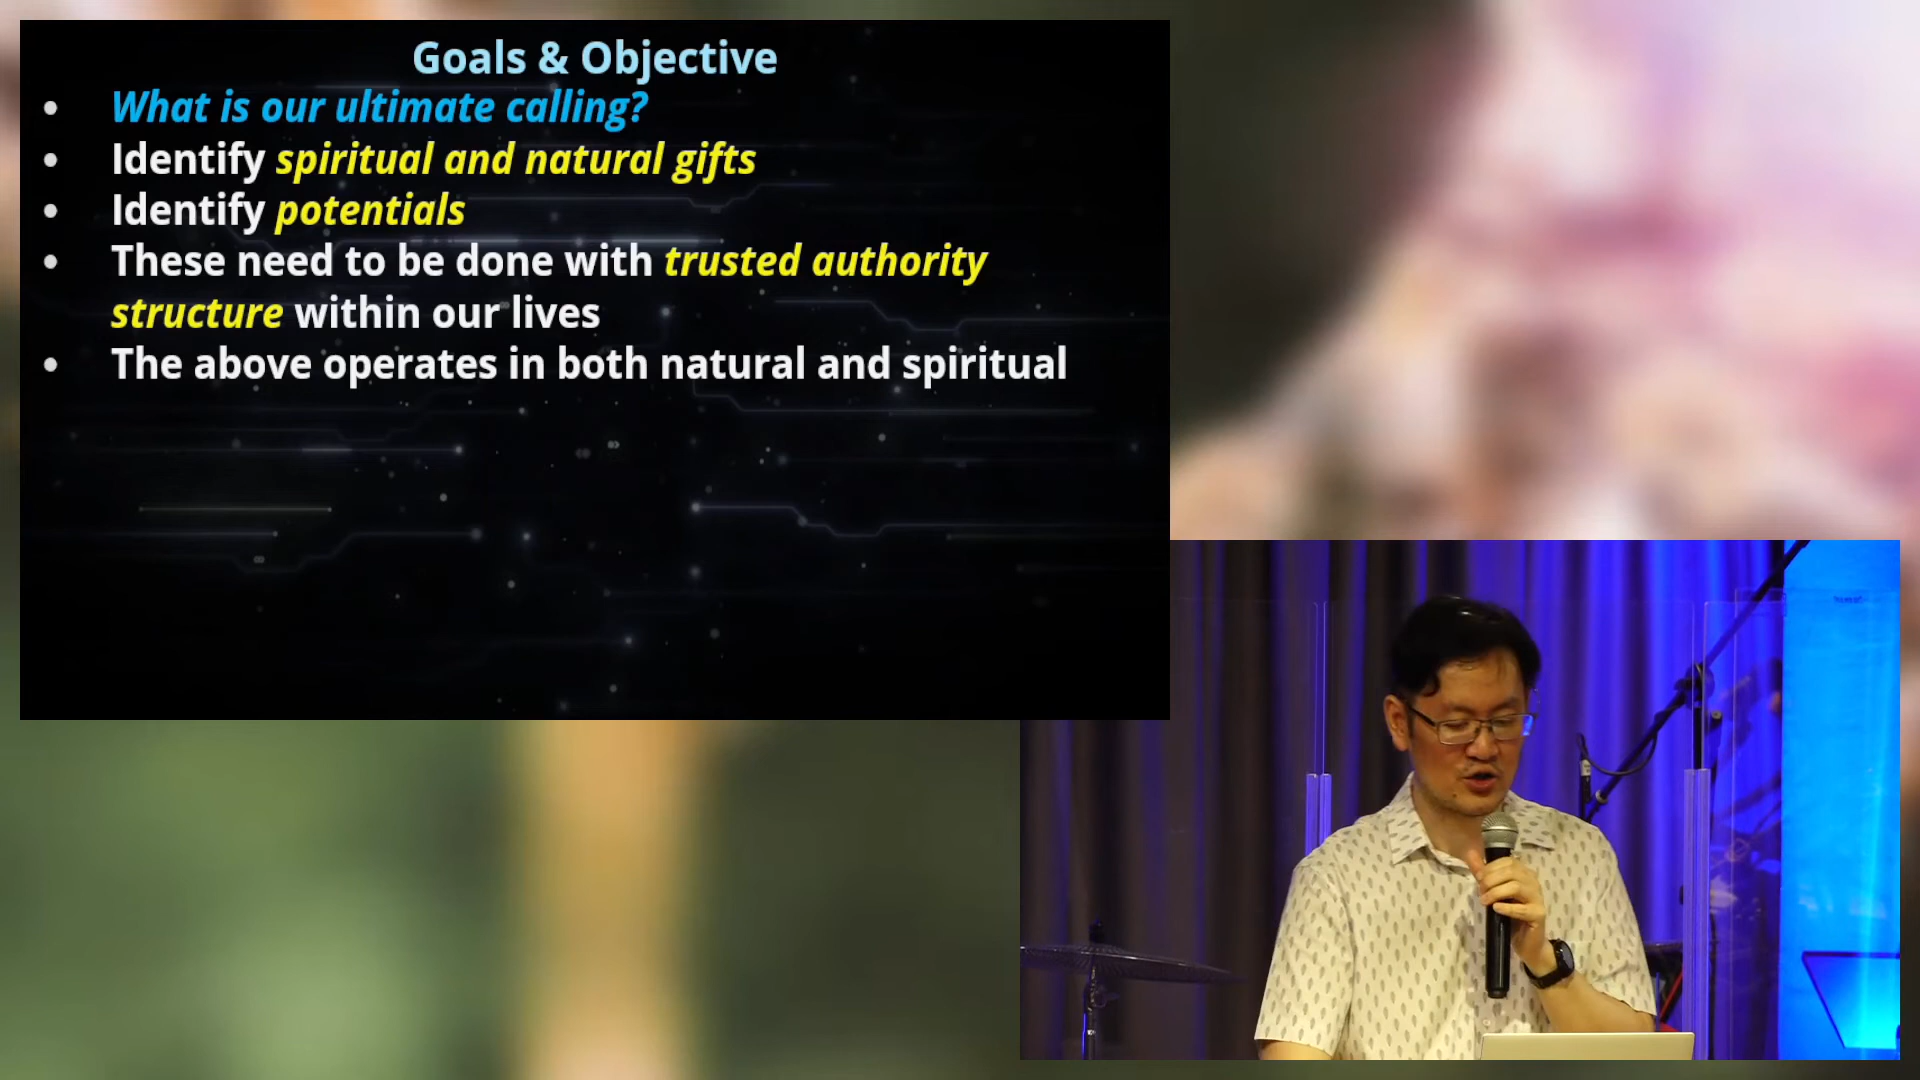 Goals & Objective
• What is our ultimate calling?
• Identify spiritual and natural gifts
• Identify potentials
• These need to be done with trusted authority
structure within our lives
• The above operates in both natural and spiritual